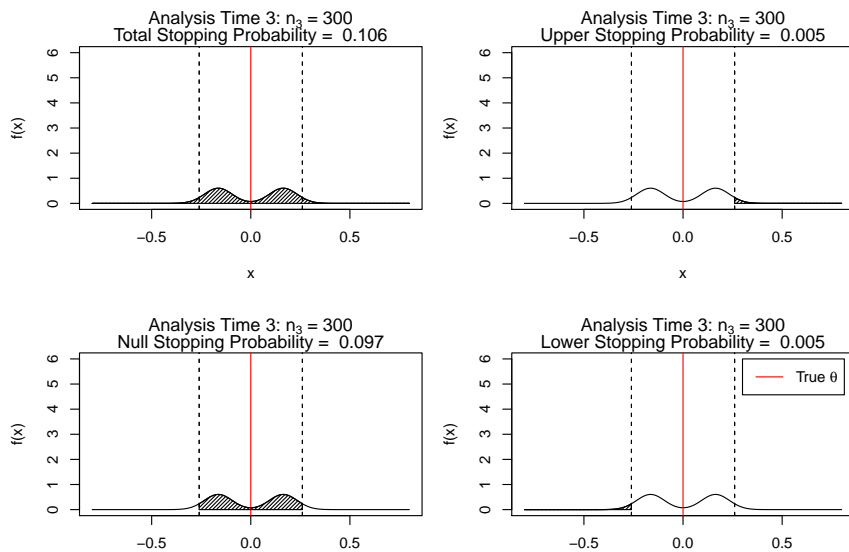 Analysis Time 3: n3 = 300
Total Stopping Probability = 0.106
f(x)
6
5
4
3
2
1
0
−0.5
0.0
0.5
x
Analysis Time 3: n3 = 300
Upper Stopping Probability = 0.005
f(x)
6
5
4
3
2
1
0
−0.5
0.0
0.5
x
Analysis Time 3: n3 = 300
Null Stopping Probability = 0.097
f(x)
6
5
4
3
2
1
0
−0.5
0.0
0.5
Analysis Time 3: n3 = 300
Lower Stopping Probability = 0.005
True θ
f(x)
6
5
4
3
2
1
0
−0.5
0.0
0.5